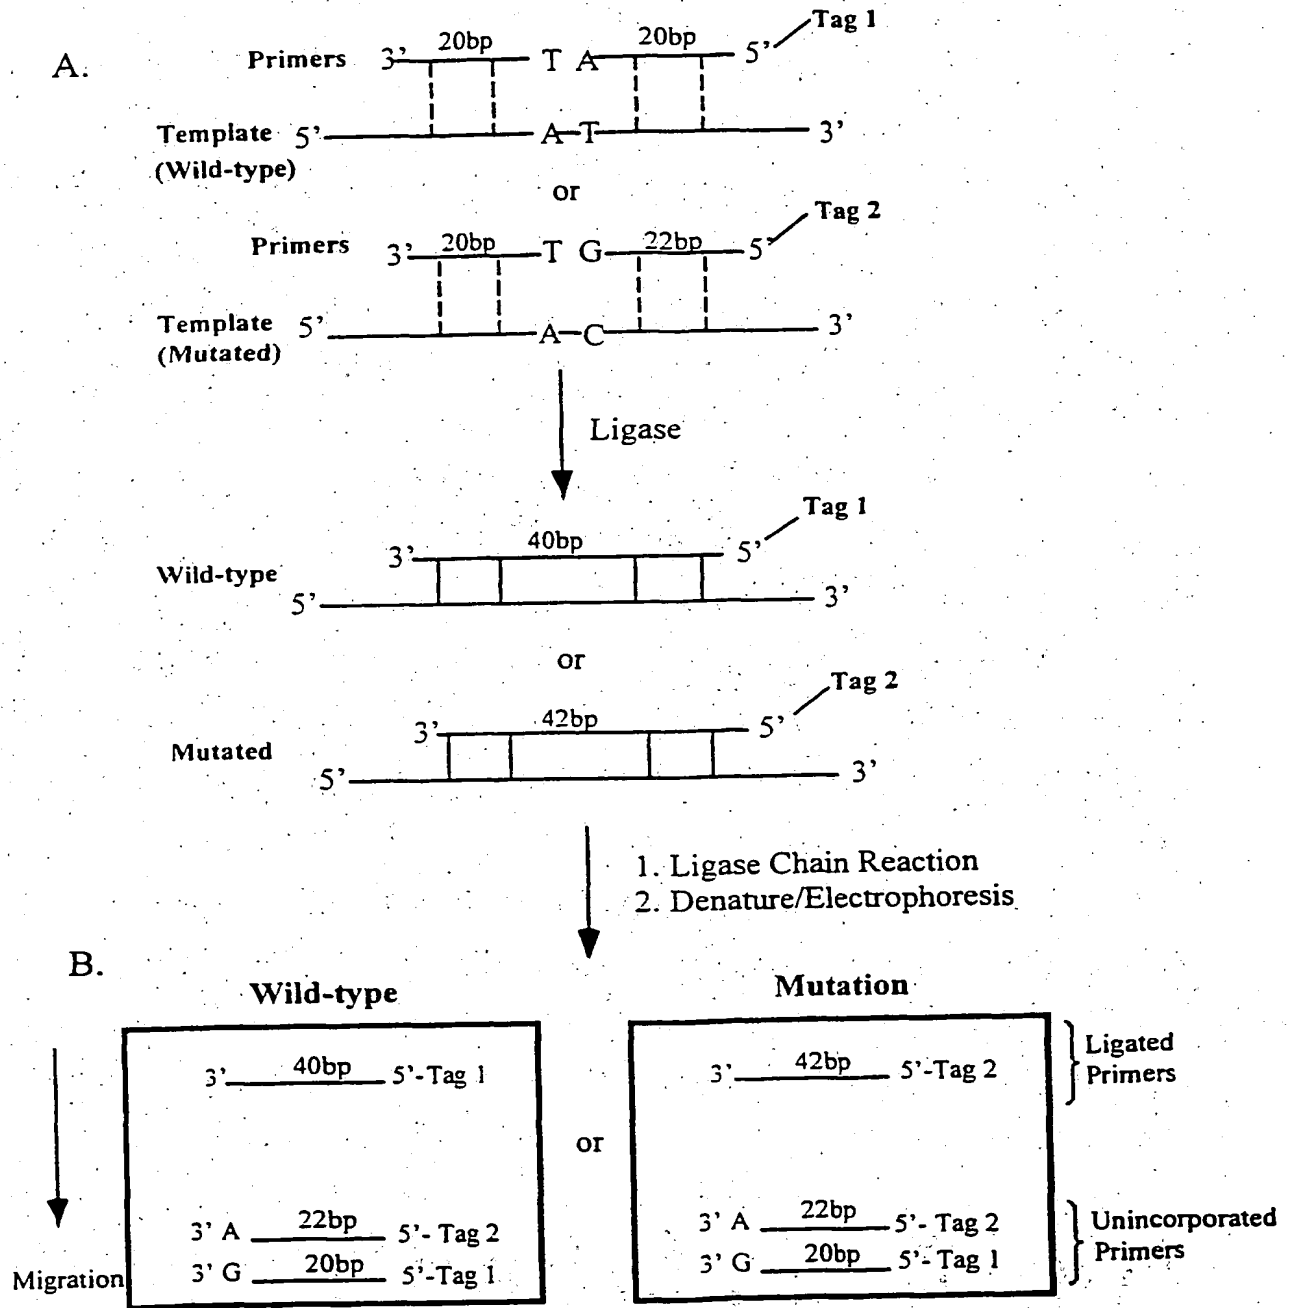 A.
Primers 3' 20bp T A 20bp 5' Tag 1
Template 5' A T 3'
(Wild-type)
or
Primers 3' 20bp T G 22bp 5' Tag 2
Template 5' A C 3'
(Mutated)
Ligase
Tag 1
3' 40bp 5'
Wild-type
5' 3'
or
Tag 2
3' 42bp 5'
Mutated
5' 3'
1. Ligase Chain Reaction
2. Denature/Electrophoresis
B.
Wild-type
Mutation
3' 40bp 5'-Tag 1
3' 42bp 5'-Tag 2
Ligated
Primers
or
3' A 22bp 5'- Tag 2
3' G 20bp 5'-Tag 1
3' A 22bp 5'- Tag 2
3' G 20bp 5'-Tag 1
Unincorporated
Primers
Migration